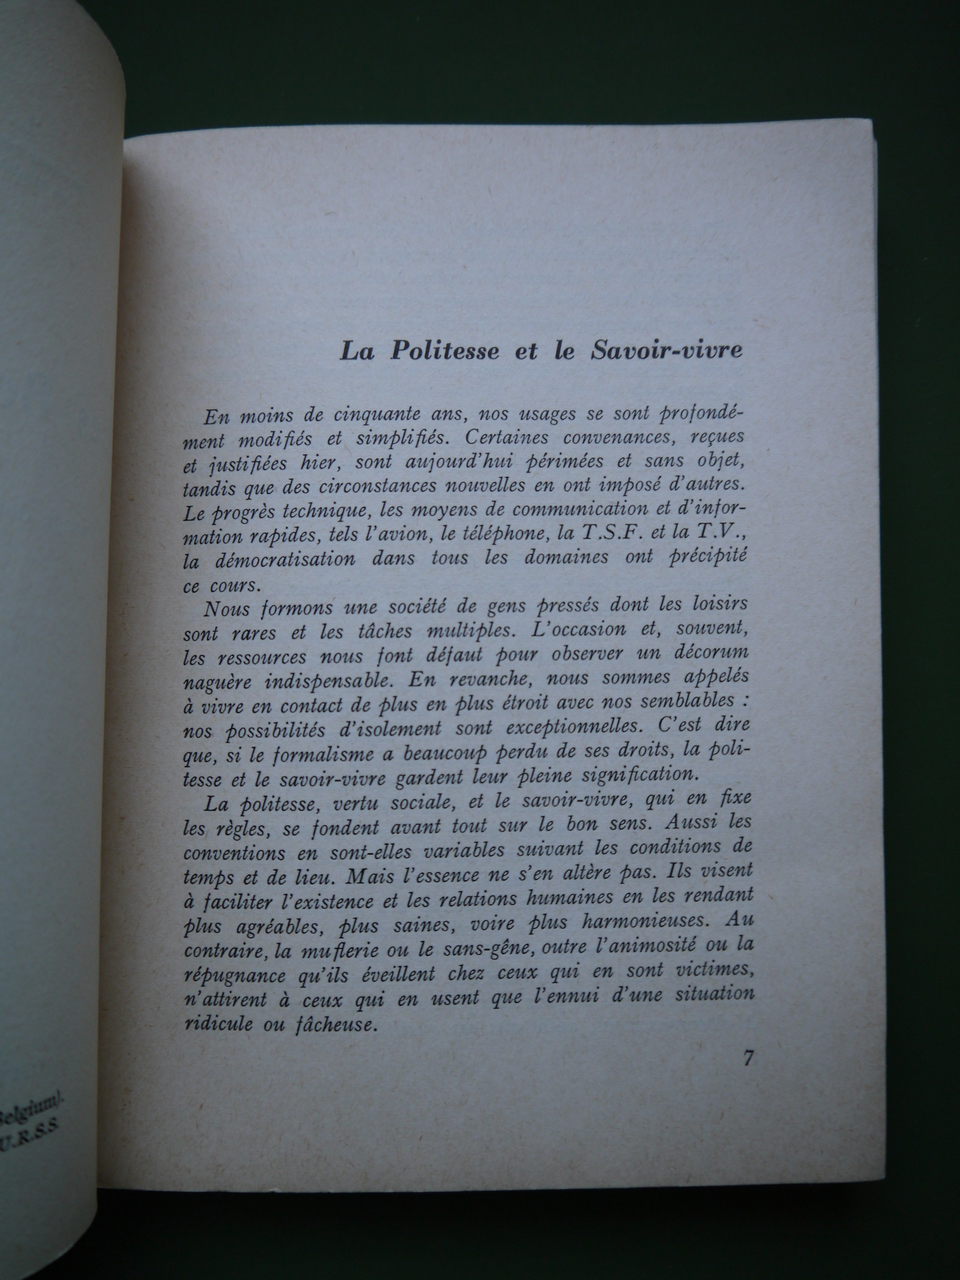 La Politesse et le Savoir-vivre
En moins de cinquante ans, nos usages se sont profondé-
ment modifiés et simplifiés. Certaines convenances, reçues
et justifiées hier, sont aujourd'hui périmées et sans objet,
tandis que des circonstances nouvelles en ont imposé d'autres.
Le progrès technique, les moyens de communication et d'infor-
mation rapides, tels l'avion, le téléphone, la T.S.F. et la T.V.,
la démocratisation dans tous les domaines ont précipité
ce cours.
Nous formons une société de gens pressés dont les loisirs
sont rares et les tâches multiples. L'occasion et, souvent,
les ressources nous font défaut pour observer un décorum
naguère indispensable. En revanche, nous sommes appelés
à vivre en contact de plus en plus étroit avec nos semblables :
nos possibilités d'isolement sont exceptionnelles. C'est dire
que, si le formalisme a beaucoup perdu de ses droits, la poli-
tesse et le savoir-vivre gardent leur pleine signification.
La politesse, vertu sociale, et le savoir-vivre, qui en fixe
les règles, se fondent avant tout sur le bon sens. Aussi les
conventions en sont-elles variables suivant les conditions de
temps et de lieu. Mais l'essence ne s'en altère pas. Ils visent
à faciliter l'existence et les relations humaines en les rendant
plus agréables, plus saines, voire plus harmonieuses. Au
contraire, la muflerie ou le sans-gêne, outre l'animosité ou la
répugnance qu'ils éveillent chez ceux qui en sont victimes,
n'attirent à ceux qui en usent que l'ennui d'une situation
ridicule ou fâcheuse.
7
Belgium).
U.R.S.S.